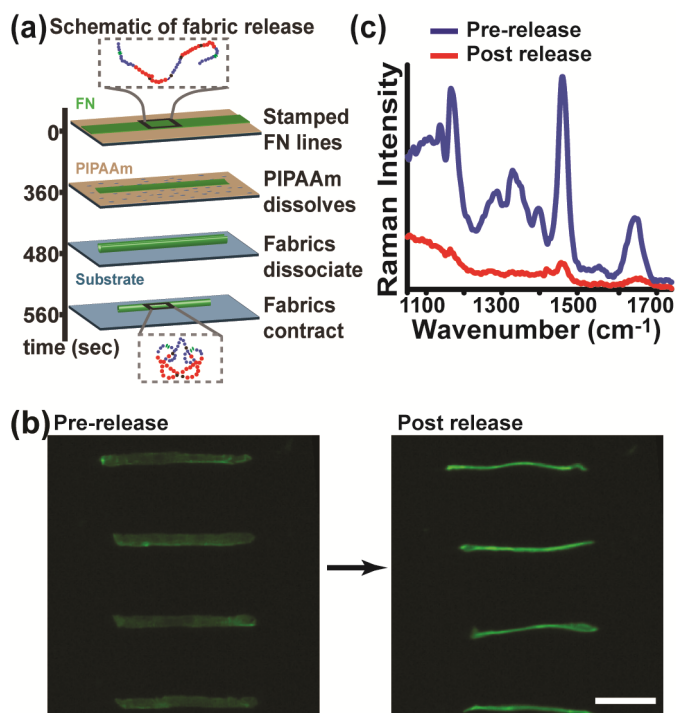 (a)
Schematic of fabric release
FN
0
Stamped
FN lines
PIPAAm
360
PIPAAm
dissolves
480
Fabrics
dissociate
Substrate
560
Fabrics
contract
time (sec)
(c)
Pre-release
Post release
Raman Intensity
1100 1300 1500 1700
Wavenumber (cm-1)
(b)
Pre-release
Post release